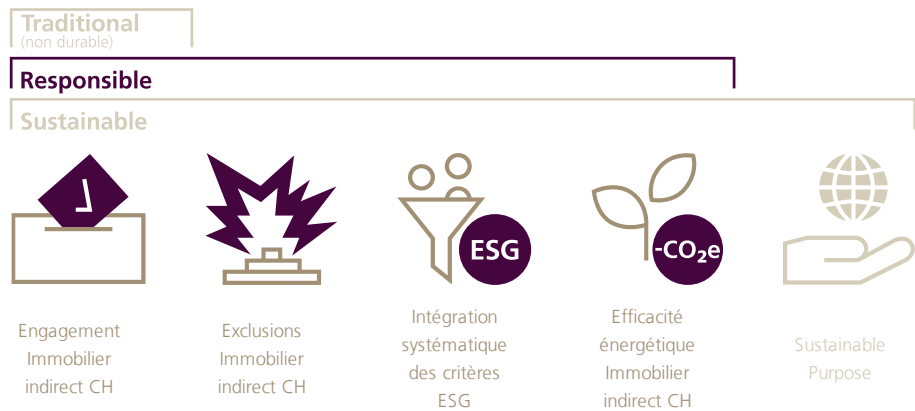 Traditional
(non durable)
Responsible
Sustainable
ESG
-CO₂e
Engagement
Immobilier
indirect CH
Exclusions
Immobilier
indirect CH
Intégration
systématique
des critères
ESG
Efficacité
énergétique
Immobilier
indirect CH
Sustainable
Purpose